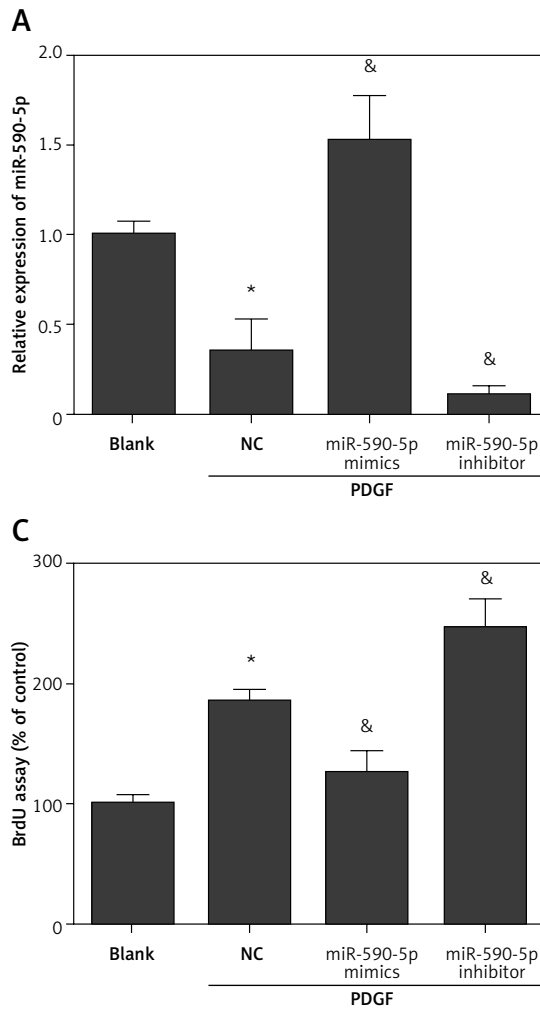 A
Relative expression of miR-590-5p
2.0
1.5
1.0
0.5
0
*
&
&
Blank
NC
miR-590-5p
mimics
miR-590-5p
inhibitor
PDGF
C
BrdU assay (% of control)
300
200
100
0
*
&
&
Blank
NC
miR-590-5p
mimics
miR-590-5p
inhibitor
PDGF